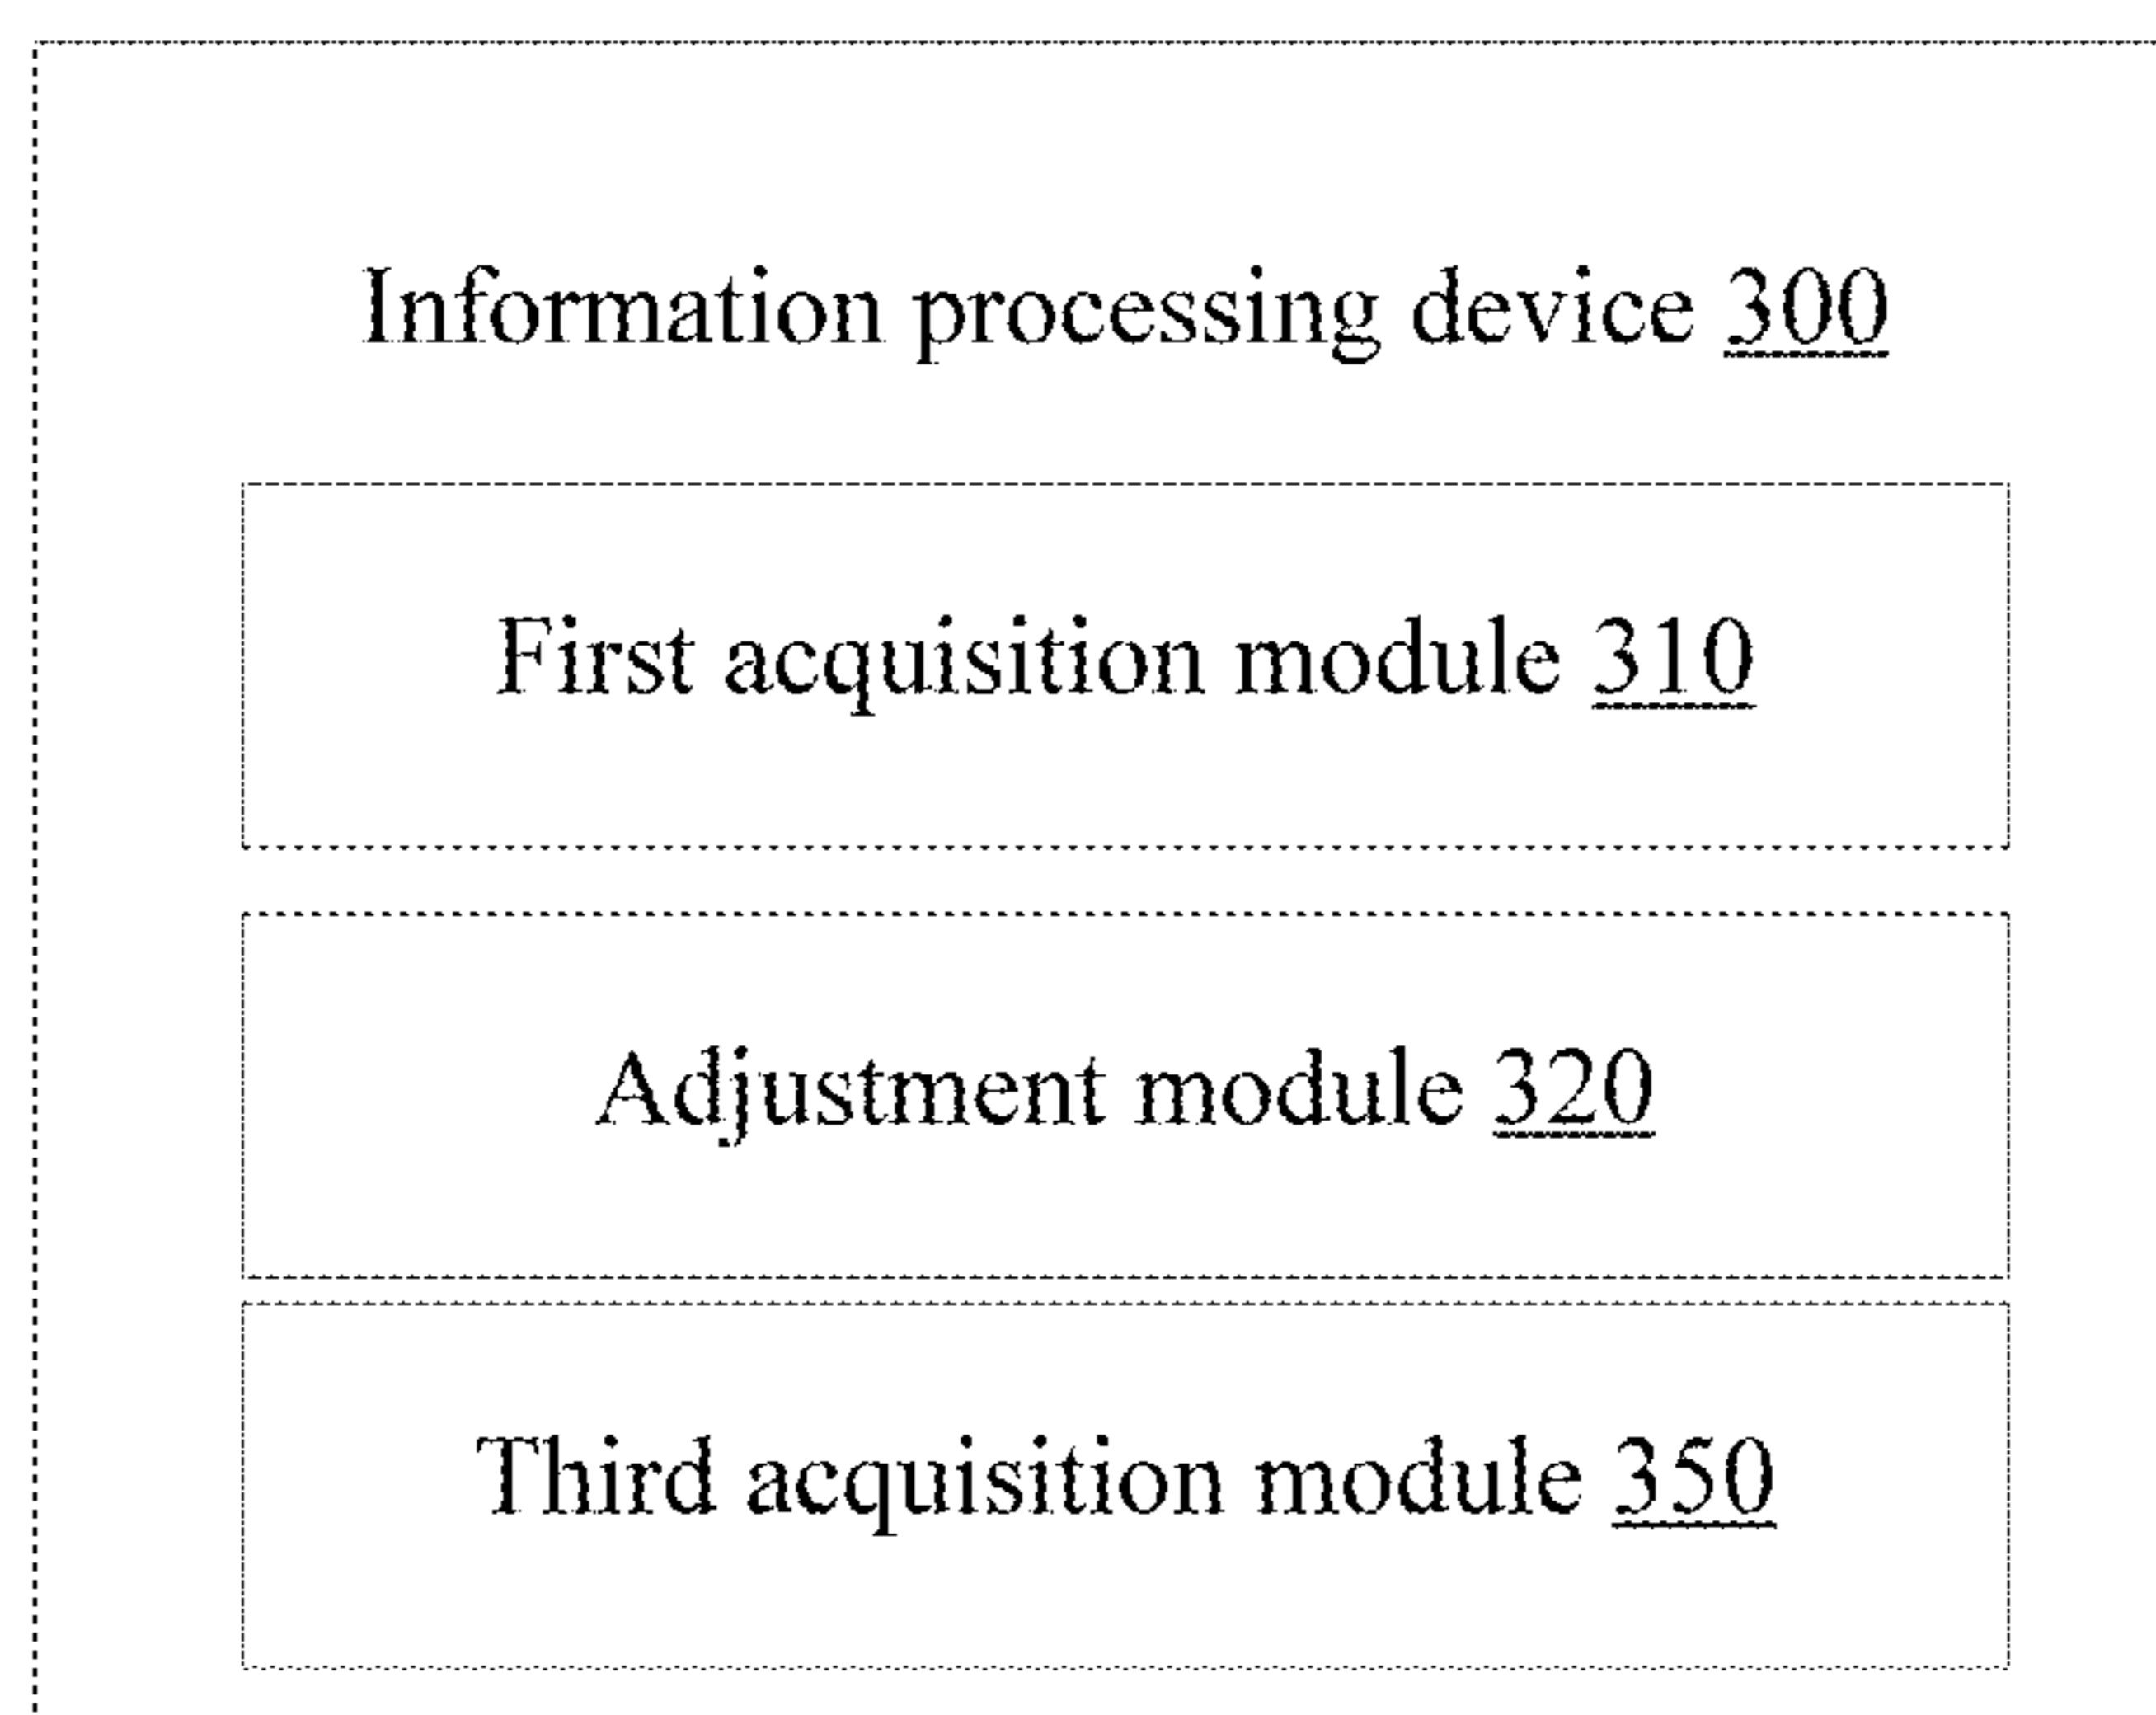 Information processing device 300
First acquisition module 310
Adjustment module 320
Third acquisition module 350